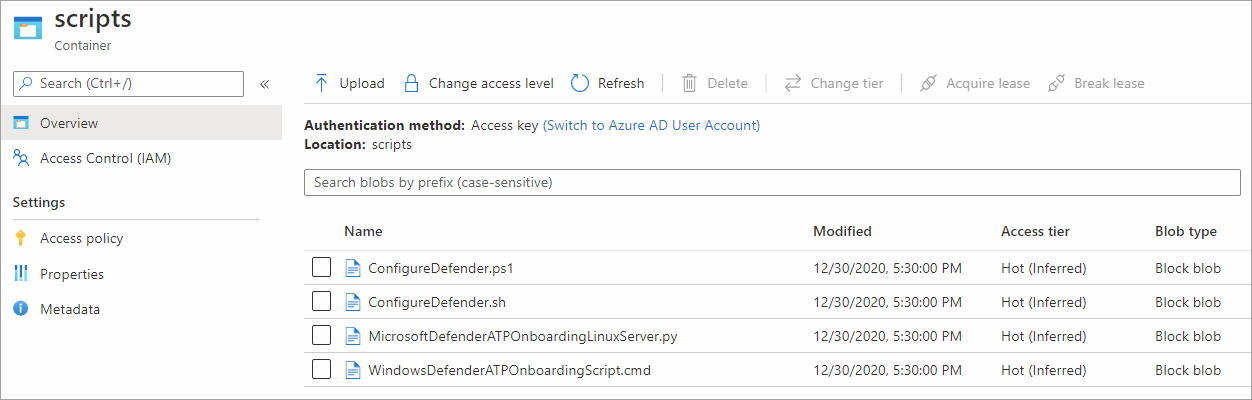 scripts
Container
Search (Ctrl+/)
«
Overview
Access Control (IAM)
Settings
Access policy
Properties
Metadata
Upload Change access level Refresh Delete Change tier Acquire lease Break lease
Authentication method: Access key (Switch to Azure AD User Account)
Location: scripts
Search blobs by prefix (case-sensitive)
Name Modified Access tier Blob type
ConfigureDefender.ps1 12/30/2020, 5:30:00 PM Hot (Inferred) Block blob
ConfigureDefender.sh 12/30/2020, 5:30:00 PM Hot (Inferred) Block blob
MicrosoftDefenderATPOnboardingLinuxServer.py 12/30/2020, 5:30:00 PM Hot (Inferred) Block blob
WindowsDefenderATPOnboardingScript.cmd 12/30/2020, 5:30:00 PM Hot (Inferred) Block blob